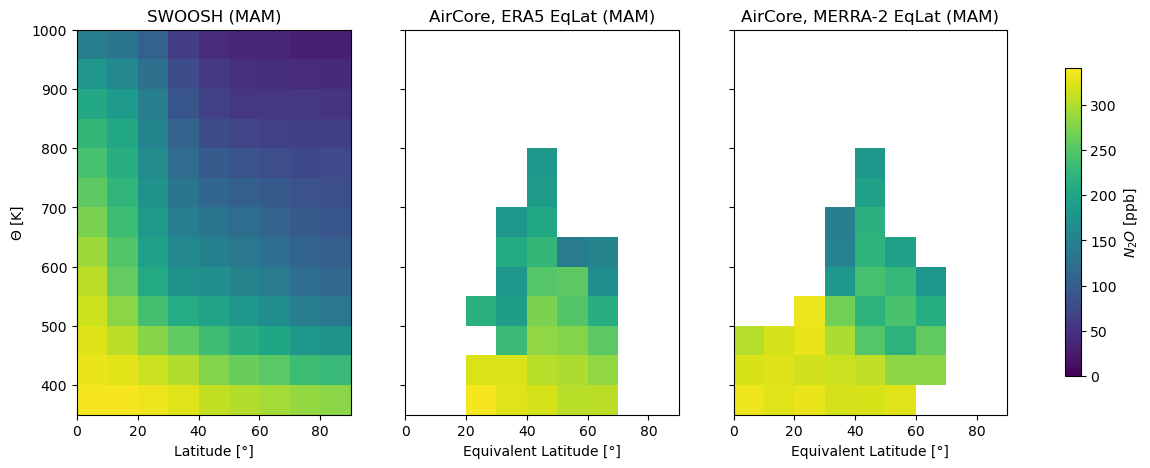 SWOOSH (MAM)
AirCore, ERA5 EqLat (MAM)
AirCore, MERRA-2 EqLat (MAM)
1000
900
800
700
600
500
400
Θ [K]
0 20 40 60 80
Latitude [°]
0 20 40 60 80
Equivalent Latitude [°]
0 20 40 60 80
Equivalent Latitude [°]
300
250
200
150
100
50
0
N₂O [ppb]